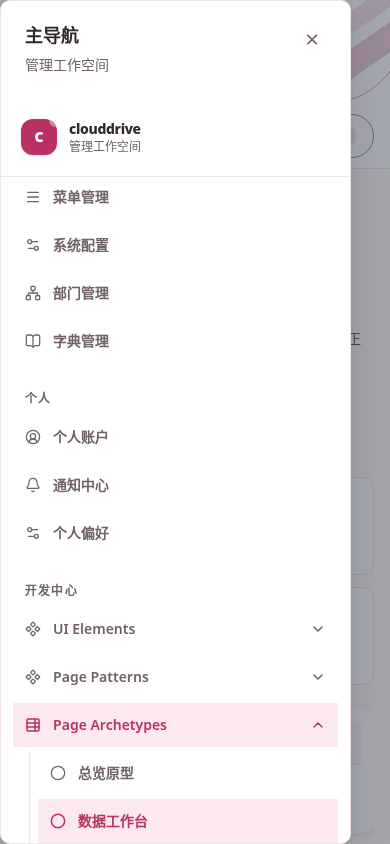 主导航
管理工作空间
C
clouddrive
管理工作空间
菜单管理
系统配置
部门管理
字典管理
正
个人
个人账户
通知中心
个人偏好
开发中心
UI Elements
Page Patterns
Page Archetypes
总览原型
数据工作台